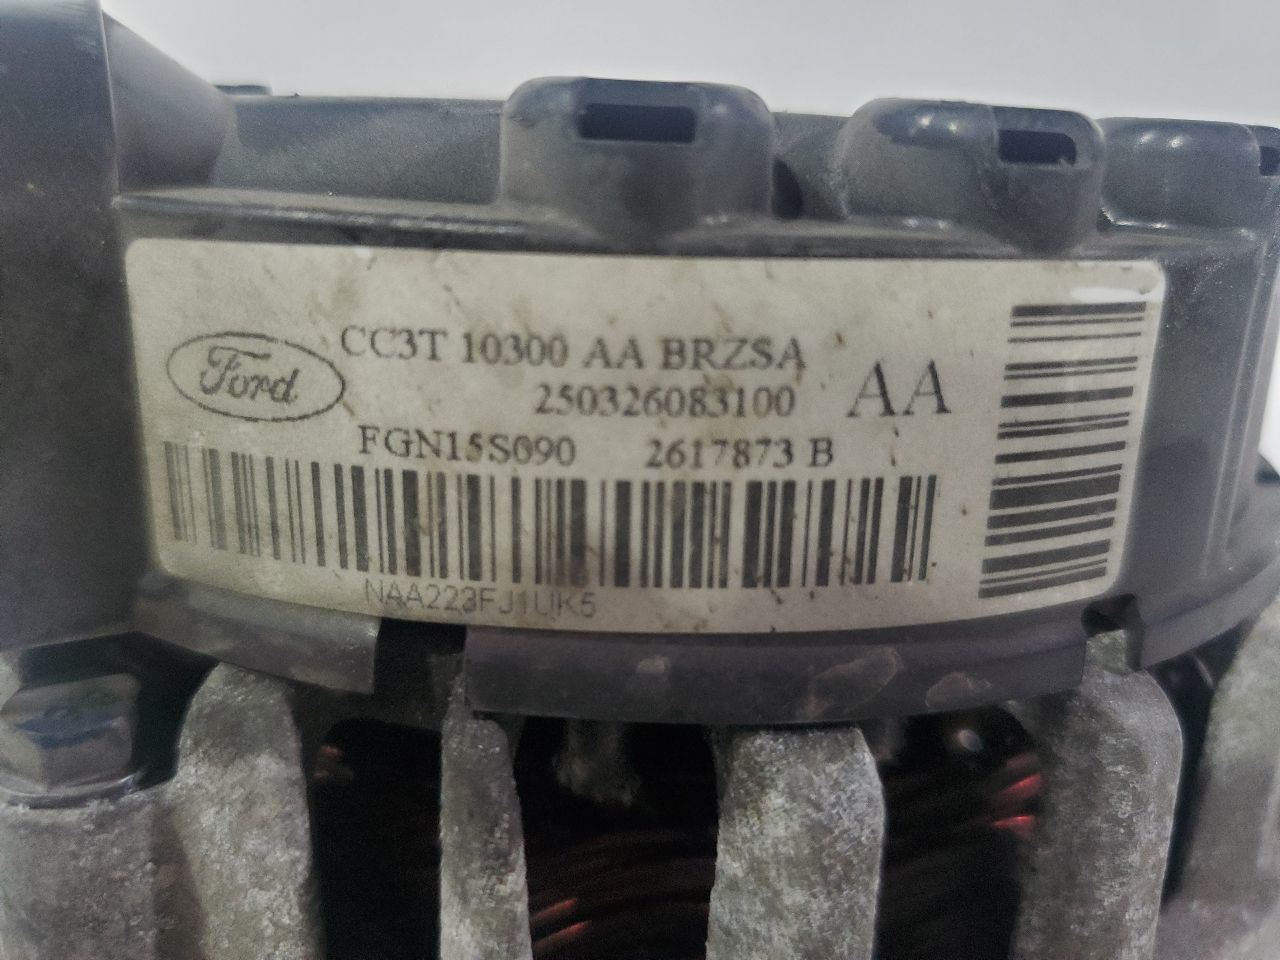 Ford
CC3T 10300 AA BRZSA
250326083100
AA
FGN15S090 2617873 B
NAA223FJ1UK5